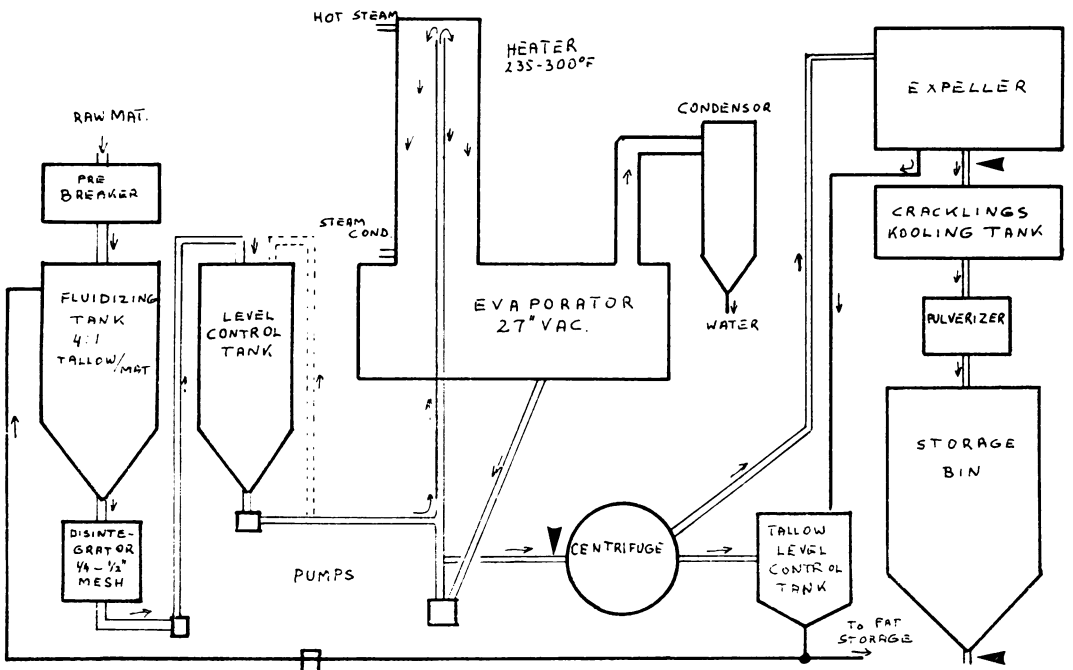 HOT STEAM
HEATER
235-300°F
EXPELLER
CONDENSOR
RAW MAT.
PRE
BREAKER
STEAM
COND.
CRACKLINGS
KOOLING TANK
FLUIDIZING
TANK
4:1
TALLOW/MAT
LEVEL
CONTROL
TANK
EVAPORATOR
27" VAC.
WATER
PULVERIZER
STORAGE
BIN
DISINTE-
GRATOR
1/4-1/2"
MESH
PUMPS
CENTRIFUGE
TALLOW
LEVEL
CONTROL
TANK
TO FAT
STORAGE